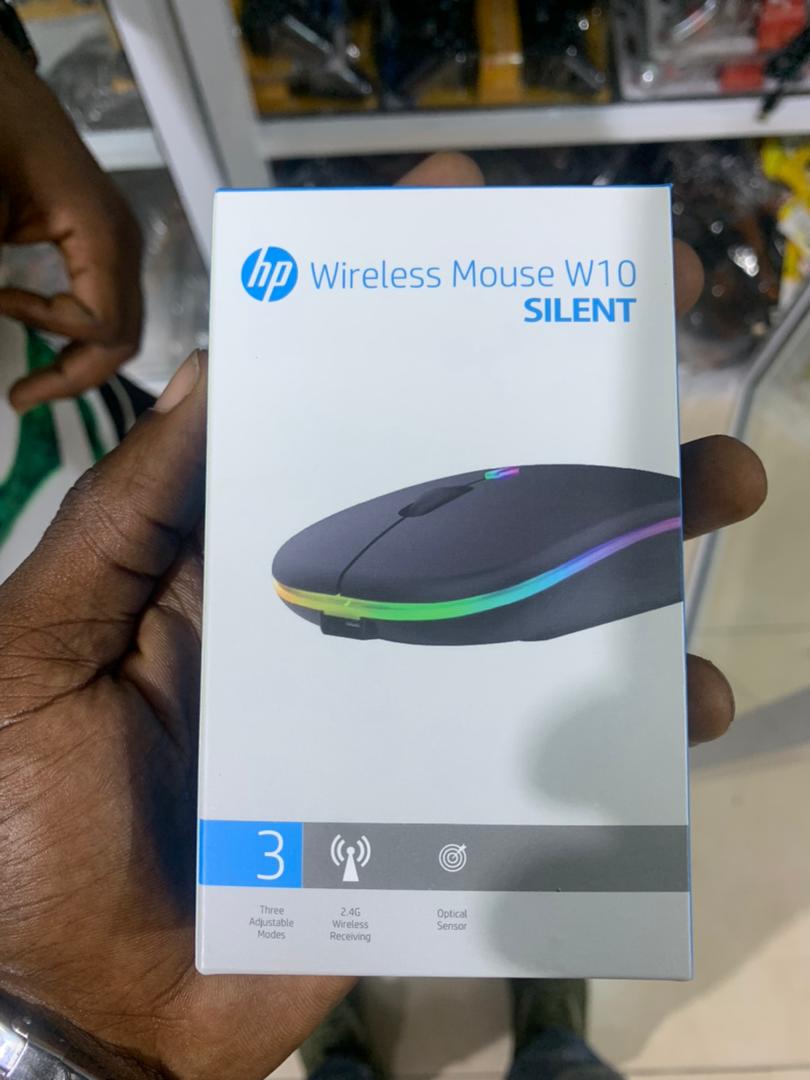 hp Wireless Mouse W10
SILENT
3
Three
Adjustable
Modes
2.4G
Wireless
Receiving
Optical
Sensor